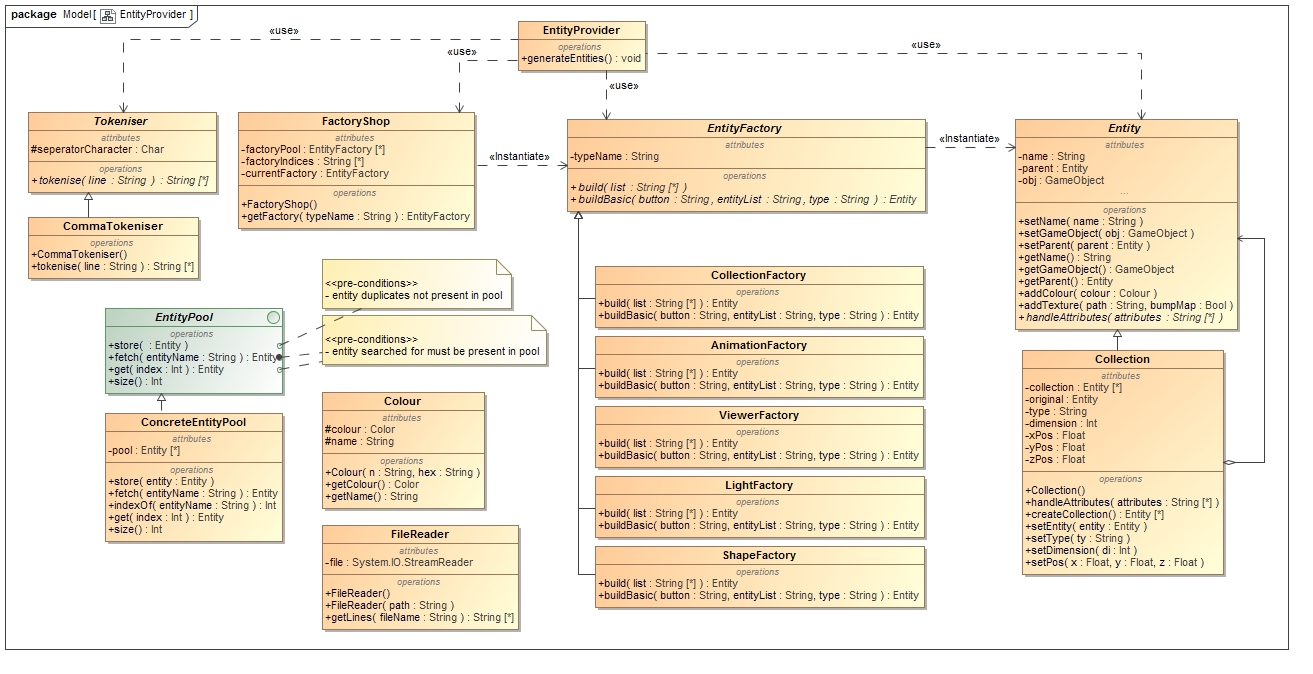 package Model[ EntityProvider ]
EntityProvider
operations
+generateEntities() : void
«use»
«use»
«use»
«use»
Tokeniser
attributes
#seperatorCharacter : Char
operations
+tokenise( line : String ) : String [*]
CommaTokeniser
operations
+CommaTokeniser()
+tokenise( line : String ) : String [*]
FactoryShop
attributes
-factoryPool : EntityFactory [*]
-factoryIndices : String [*]
-currentFactory : EntityFactory
operations
+FactoryShop()
+getFactory( typeName : String ) : EntityFactory
«Instantiate»
EntityFactory
attributes
-typeName : String
operations
+build( list : String [*] )
+buildBasic( button : String, entityList : String, type : String ) : Entity
«Instantiate»
Entity
attributes
-name : String
-parent : Entity
-obj : GameObject
...
operations
+setName( name : String )
+setGameObject( obj : GameObject )
+setParent( parent : Entity )
+getName() : String
+getGameObject() : GameObject
+getParent() : Entity
+addColour( colour : Colour )
+addTexture( path : String, bumpMap : Bool )
+handleAttributes( attributes : String [*] )
<<pre-conditions>>
- entity duplicates not present in pool
<<pre-conditions>>
- entity searched for must be present in pool
EntityPool
operations
+store( : Entity )
+fetch( entityName : String ) : Entity
+get( index : Int ) : Entity
+size() : Int
ConcreteEntityPool
attributes
-pool : Entity [*]
operations
+store( entity : Entity )
+fetch( entityName : String ) : Entity
+indexOf( entityName : String ) : Int
+get( index : Int ) : Entity
+size() : Int
Colour
attributes
#colour : Color
#name : String
operations
+Colour( n : String, hex : String )
+getColour() : Color
+getName() : String
FileReader
attributes
-file : System.IO.StreamReader
operations
+FileReader()
+FileReader( path : String )
+getLines( fileName : String ) : String [*]
CollectionFactory
operations
+build( list : String [*] ) : Entity
+buildBasic( button : String, entityList : String, type : String ) : Entity
AnimationFactory
operations
+build( list : String [*] ) : Entity
+buildBasic( button : String, entityList : String, type : String ) : Entity
ViewerFactory
operations
+build( list : String [*] ) : Entity
+buildBasic( button : String, entityList : String, type : String ) : Entity
LightFactory
operations
+build( list : String [*] ) : Entity
+buildBasic( button : String, entityList : String, type : String ) : Entity
ShapeFactory
operations
+build( list : String [*] ) : Entity
+buildBasic( button : String, entityList : String, type : String ) : Entity
Collection
attributes
-collection : Entity [*]
-original : Entity
-type : String
-dimension : Int
-xPos : Float
-yPos : Float
-zPos : Float
operations
+Collection()
+handleAttributes( attributes : String [*] )
+createCollection() : Entity [*]
+setEntity( entity : Entity )
+setType( ty : String )
+setDimension( di : Int )
+setPos( x : Float, y : Float, z : Float )